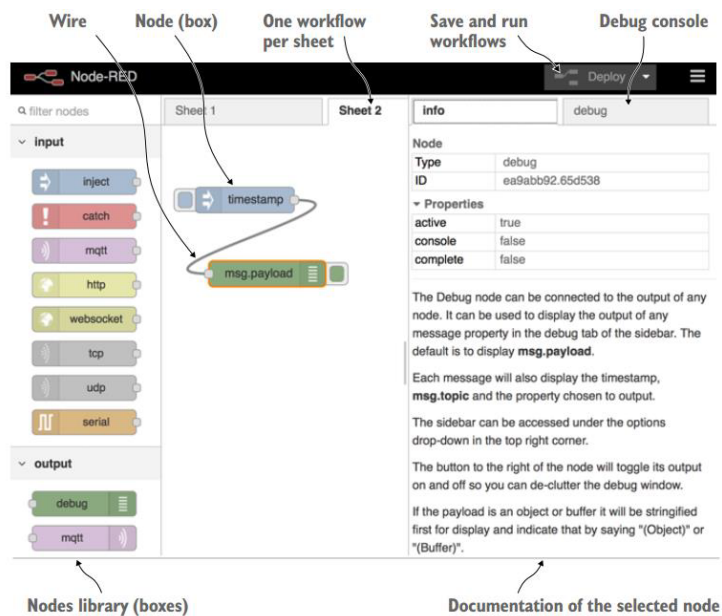 Wire
Node (box)
One workflow
per sheet
Save and run
workflows
Debug console
Node-RED
Deploy
filter nodes
input
inject
catch
mqtt
http
websocket
tcp
udp
serial
output
debug
mqtt
Sheet 1
Sheet 2
timestamp
msg.payload
info
debug
Node
Type debug
ID ea9abb92.65d538
Properties
active true
console false
complete false
The Debug node can be connected to the output of any
node. It can be used to display the output of any
message property in the debug tab of the sidebar. The
default is to display msg.payload.
Each message will also display the timestamp,
msg.topic and the property chosen to output.
The sidebar can be accessed under the options
drop-down in the top right corner.
The button to the right of the node will toggle its output
on and off so you can de-clutter the debug window.
If the payload is an object or buffer it will be stringified
first for display and indicate that by saying "(Object)" or
"(Buffer)".
Nodes library (boxes)
Documentation of the selected node